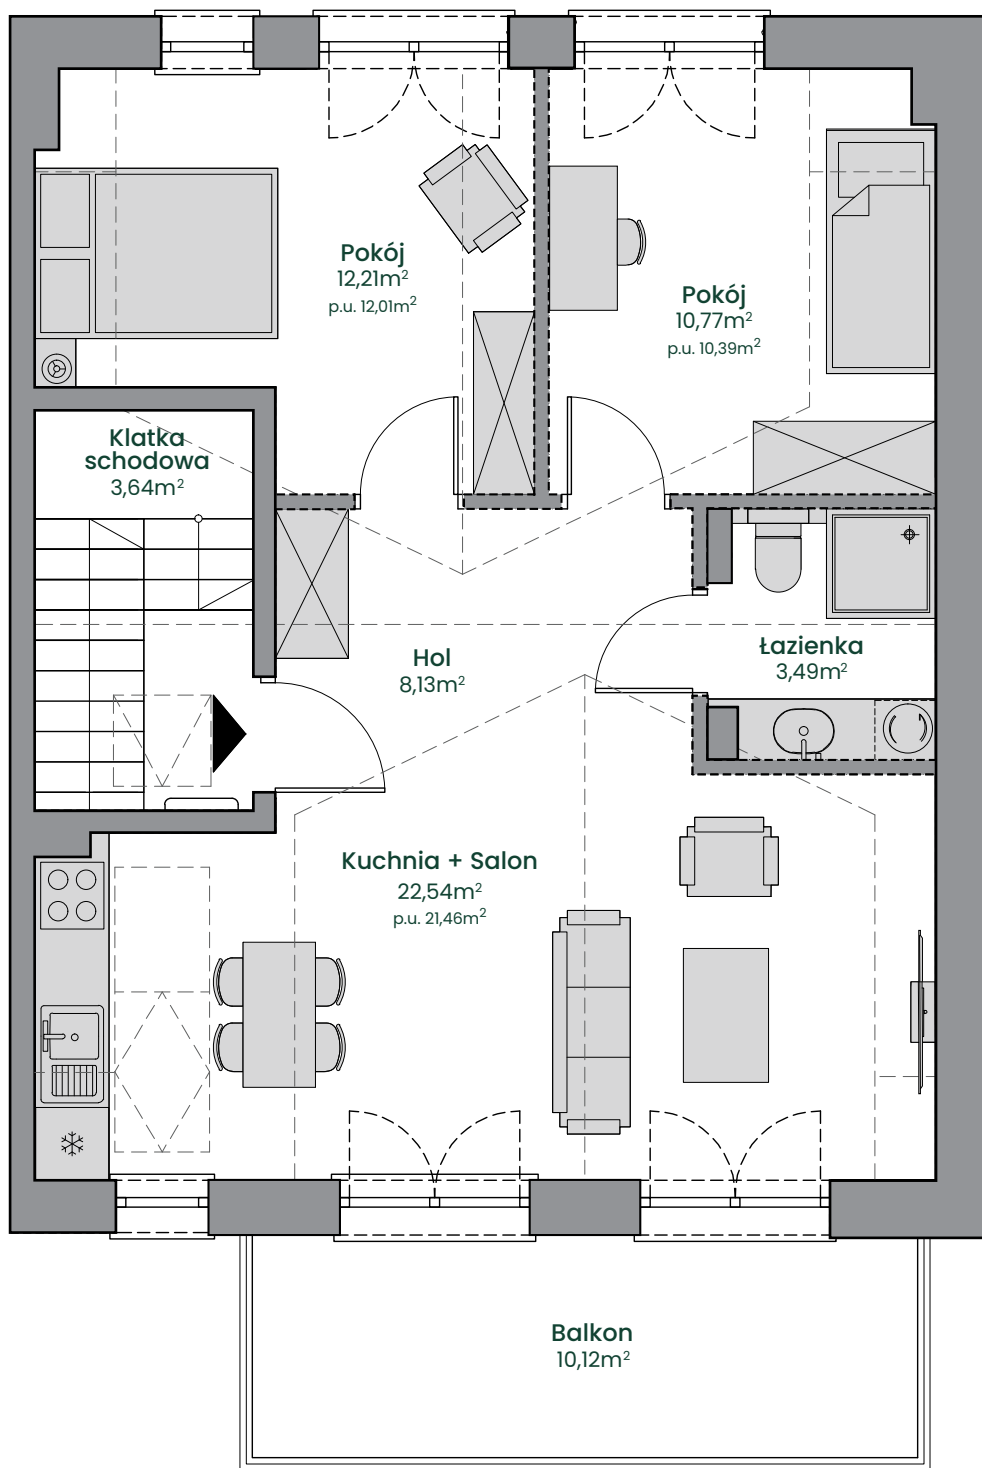 Pokój
12,21m²
p.u. 12,01m²
Pokój
10,77m²
p.u. 10,39m²
Klatka
schodowa
3,64m²
Hol
8,13m²
Łazienka
3,49m²
Kuchnia + Salon
22,54m²
p.u. 21,46m²
Balkon
10,12m²